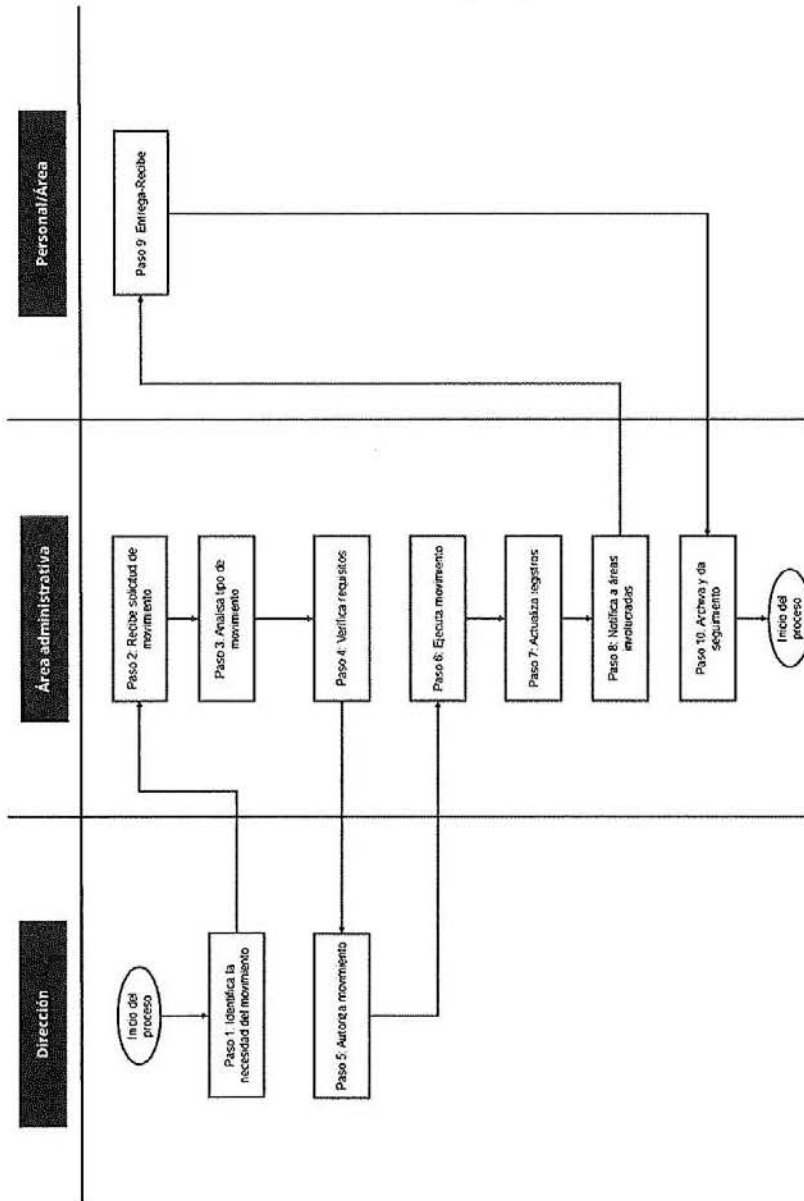 Dirección
Área administrativa
Personal/Área
Inicio del
proceso
Paso 1. Identifica la
necesidad del movimiento
Paso 2: Recibe solicitud de
movimiento
Paso 3. Analisa tipo de
movimiento
Paso 4: Verifica requisitos
Paso 5: Autoriza movimiento
Paso 6: Ejecuta movimiento
Paso 7: Actualiza registros
Paso 8: Notifica a áreas
involucradas
Paso 9 Entrega-Recibe
Paso 10. Archiva y da
seguimiento
Inicio del
proceso